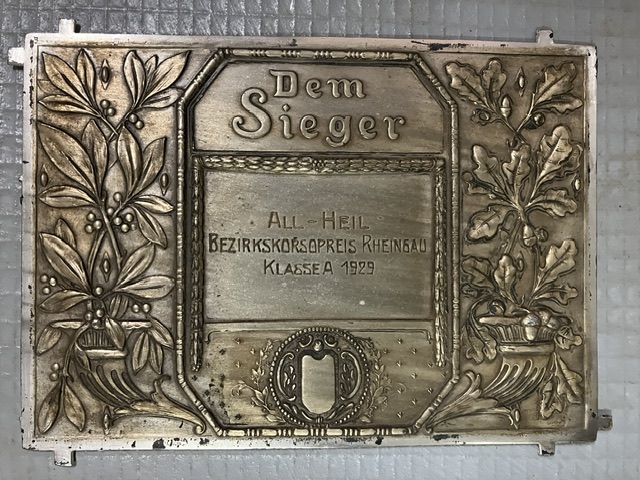 Dem
Sieger
ALL-HEIL
BEZIRKSKORSOPREIS RHEINGAU
KLASSE A 1929